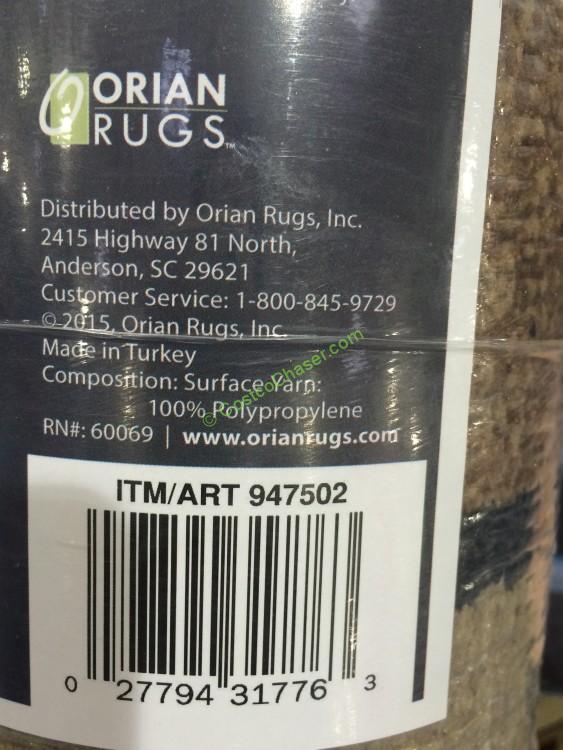 ORIAN
RUGS™
Distributed by Orian Rugs, Inc.
2415 Highway 81 North,
Anderson, SC 29621
Customer Service: 1-800-845-9729
© 2015, Orian Rugs, Inc.
Made in Turkey
Composition: Surface Yarn:
100% Polypropylene
© CostcoChaser.com
RN#: 60069 | www.orianrugs.com
ITM/ART 947502
0 27794 31776 3